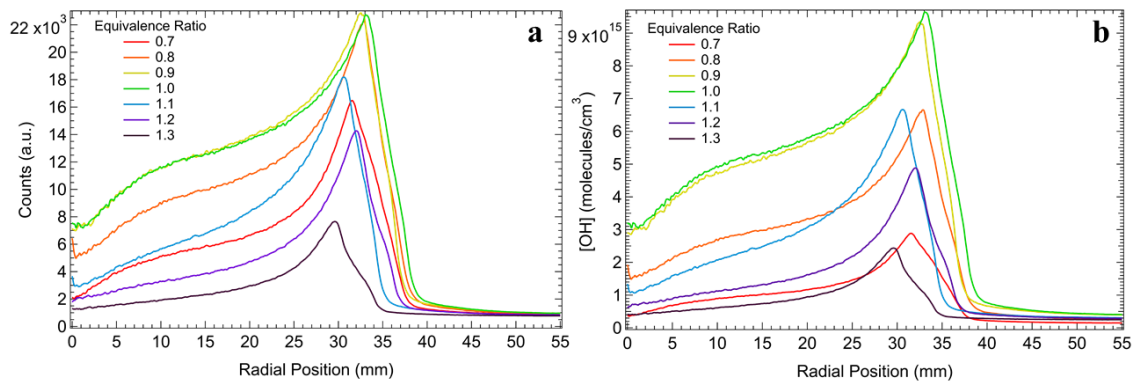 22 x10³
20
18
16
14
12
10
8
6
4
2
0
Counts (a.u.)
Equivalence Ratio
0.7
0.8
0.9
1.0
1.1
1.2
1.3
a
0 5 10 15 20 25 30 35 40 45 50 55
Radial Position (mm)
9 x10¹⁵
8
7
6
5
4
3
2
1
0
[OH] (molecules/cm³)
Equivalence Ratio
0.7
0.8
0.9
1.0
1.1
1.2
1.3
b
0 5 10 15 20 25 30 35 40 45 50 55
Radial Position (mm)